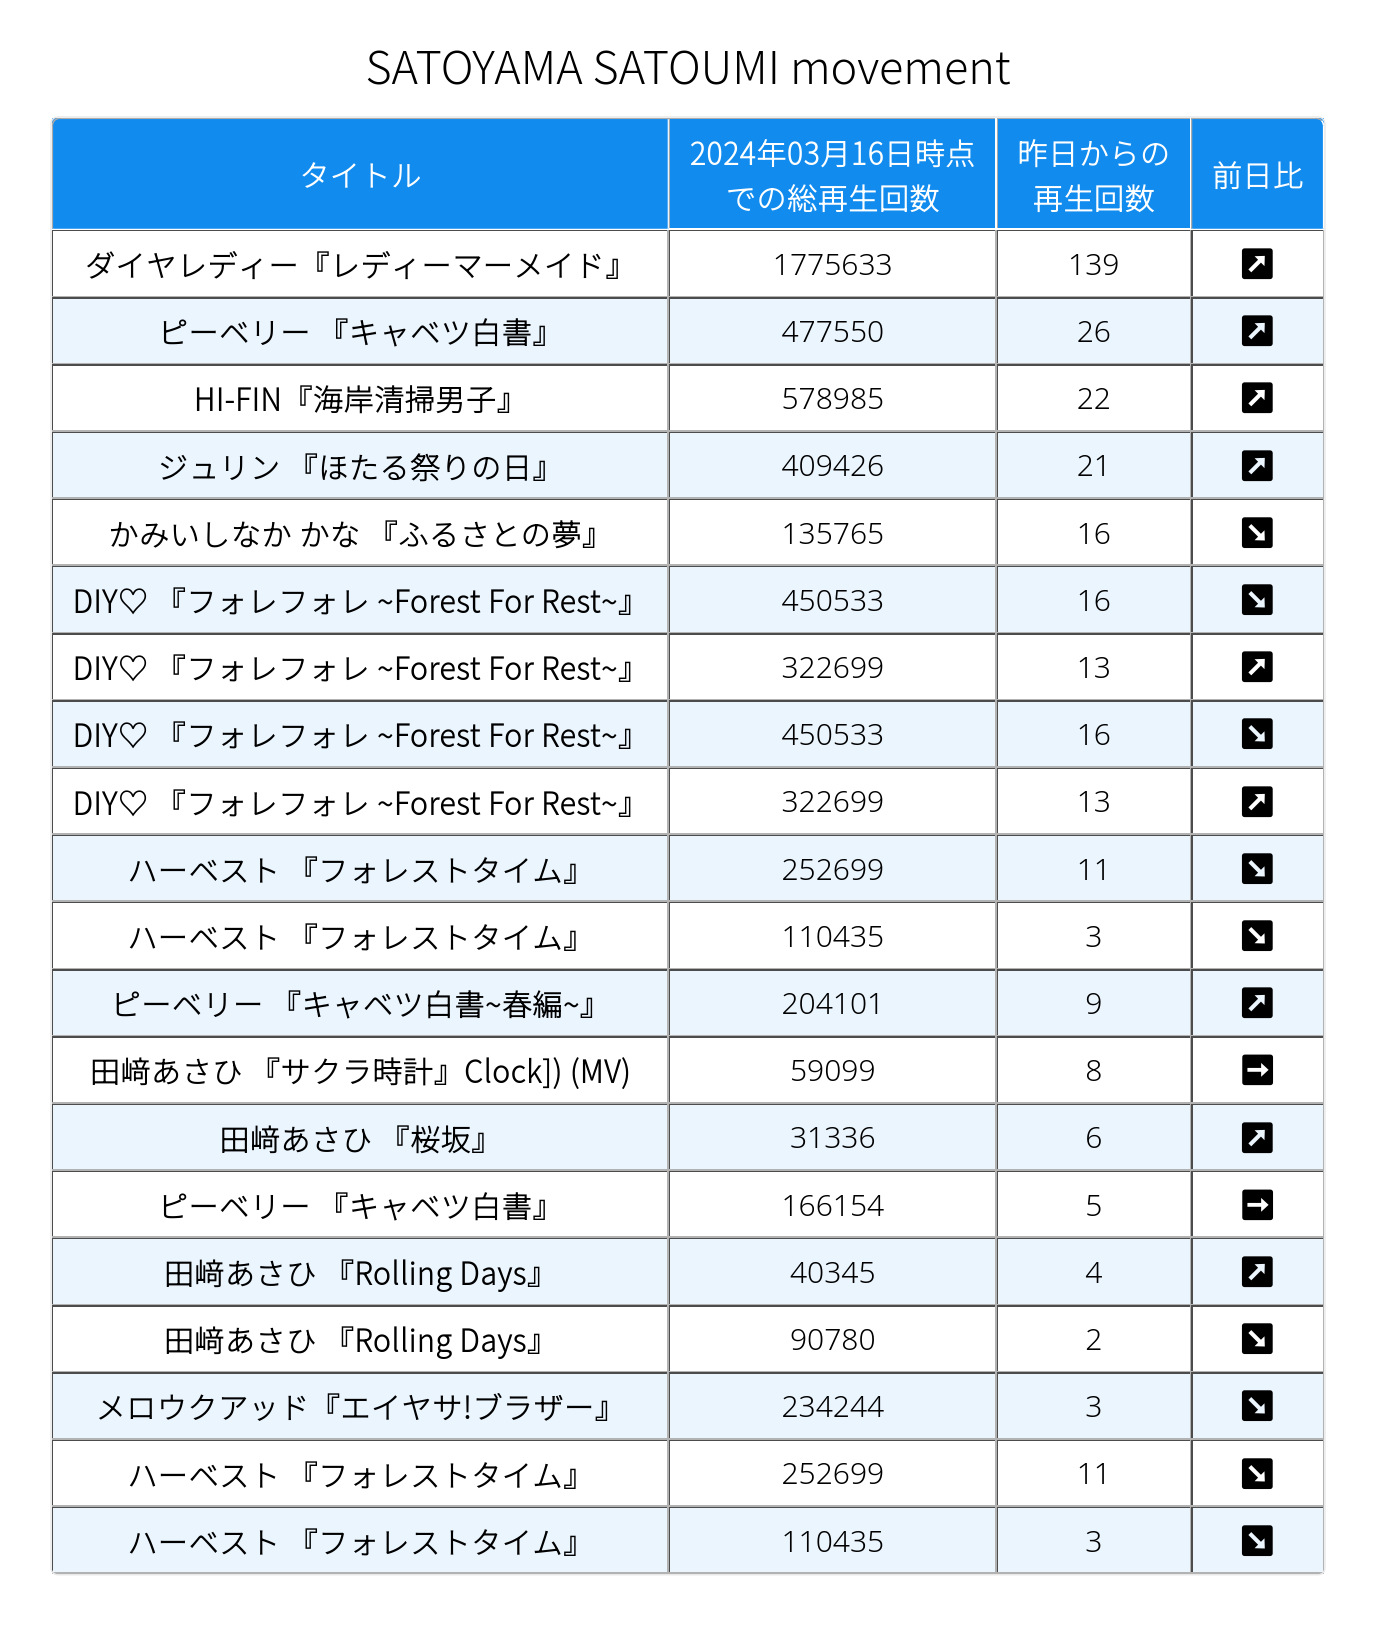 SATOYAMA SATOUMI movement
タイトル
2024年03月16日時点
での総再生回数
昨日からの
再生回数
前日比
ダイヤレディー『レディーマーメイド』 1775633 139 ↗
ピーベリー 『キャベツ白書』 477550 26 ↗
HI-FIN『海岸清掃男子』 578985 22 ↗
ジュリン 『ほたる祭りの日』 409426 21 ↗
かみいしなか かな 『ふるさとの夢』 135765 16 ↘
DIY♡ 『フォレフォレ ~Forest For Rest~』 450533 16 ↘
DIY♡ 『フォレフォレ ~Forest For Rest~』 322699 13 ↗
DIY♡ 『フォレフォレ ~Forest For Rest~』 450533 16 ↘
DIY♡ 『フォレフォレ ~Forest For Rest~』 322699 13 ↗
ハーベスト 『フォレストタイム』 252699 11 ↘
ハーベスト 『フォレストタイム』 110435 3 ↘
ピーベリー 『キャベツ白書~春編~』 204101 9 ↗
田﨑あさひ 『サクラ時計』Clock]) (MV) 59099 8 →
田﨑あさひ 『桜坂』 31336 6 ↗
ピーベリー 『キャベツ白書』 166154 5 →
田﨑あさひ 『Rolling Days』 40345 4 ↗
田﨑あさひ 『Rolling Days』 90780 2 ↘
メロウクアッド『エイヤサ!ブラザー』 234244 3 ↘
ハーベスト 『フォレストタイム』 252699 11 ↘
ハーベスト 『フォレストタイム』 110435 3 ↘